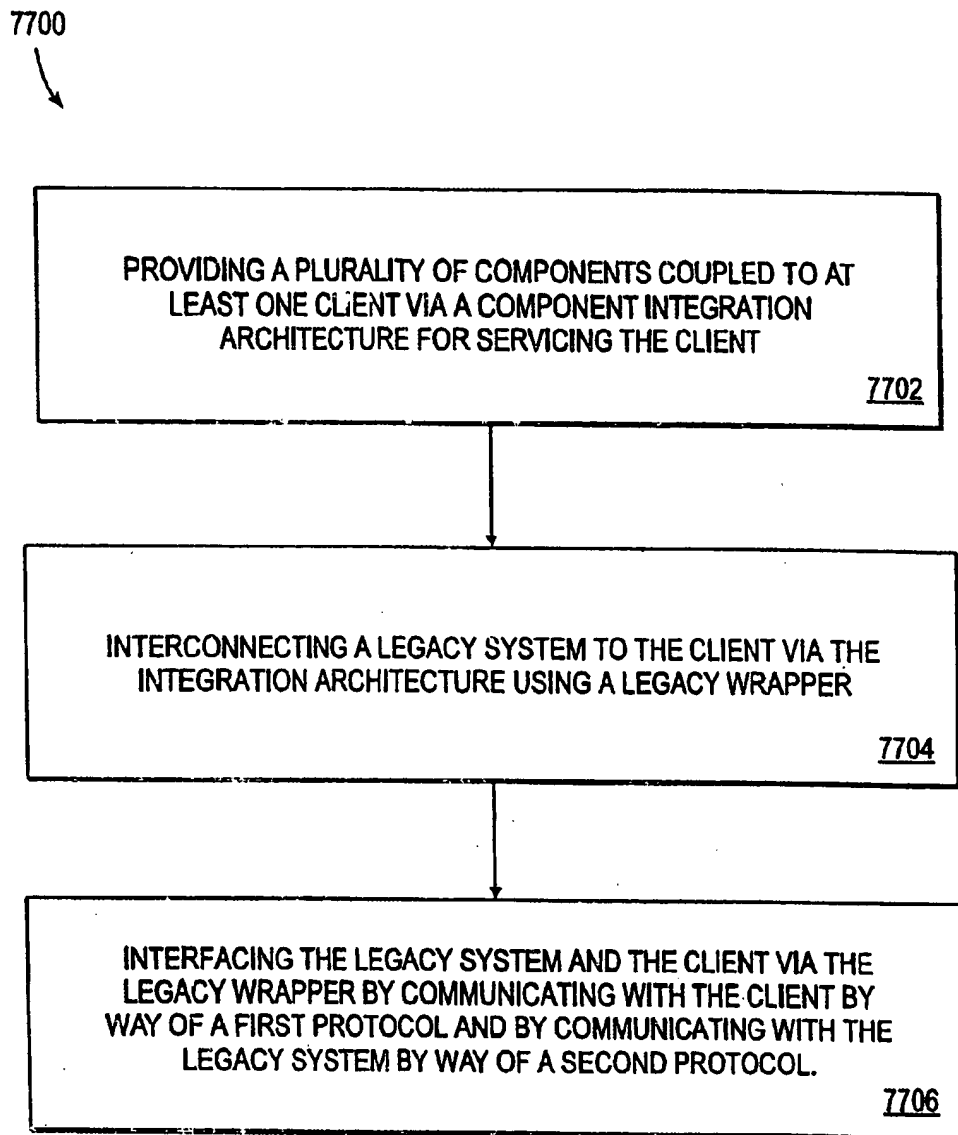 7700
PROVIDING A PLURALITY OF COMPONENTS COUPLED TO AT
LEAST ONE CLIENT VIA A COMPONENT INTEGRATION
ARCHITECTURE FOR SERVICING THE CLIENT
7702
INTERCONNECTING A LEGACY SYSTEM TO THE CLIENT VIA THE
INTEGRATION ARCHITECTURE USING A LEGACY WRAPPER
7704
INTERFACING THE LEGACY SYSTEM AND THE CLIENT VIA THE
LEGACY WRAPPER BY COMMUNICATING WITH THE CLIENT BY
WAY OF A FIRST PROTOCOL AND BY COMMUNICATING WITH THE
LEGACY SYSTEM BY WAY OF A SECOND PROTOCOL.
7706